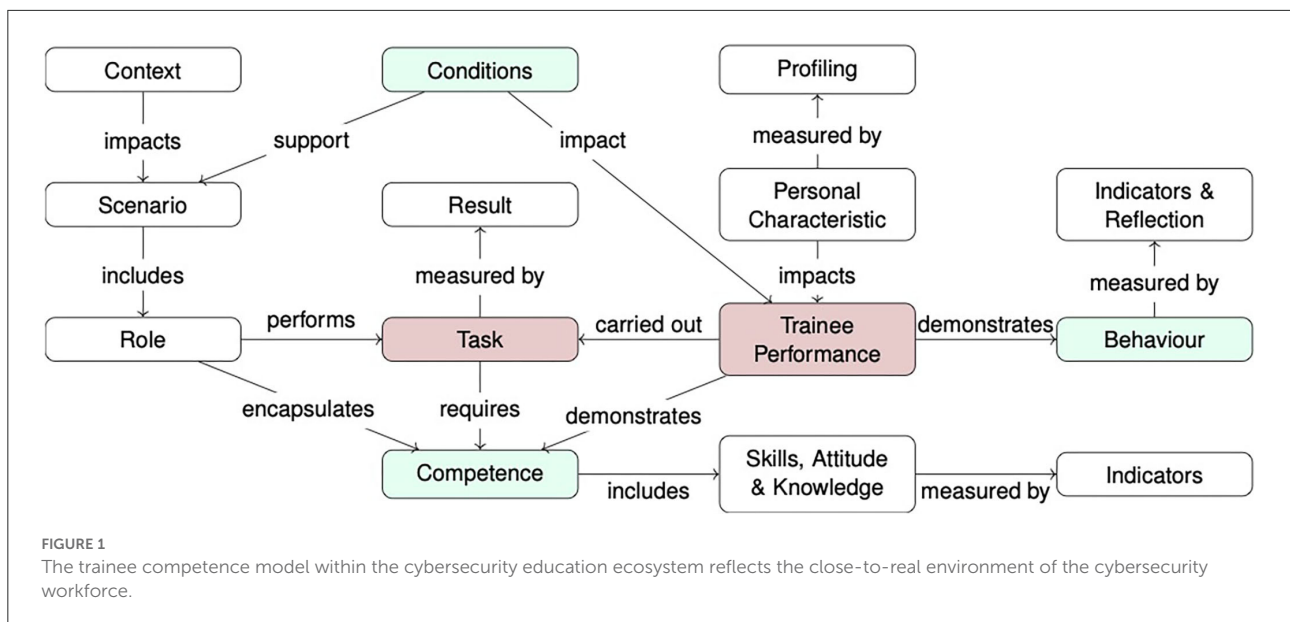 Context
Conditions
Profiling
impacts
support
impact
measured by
Scenario
Result
Personal
Characteristic
Indicators &
Reflection
includes
measured by
impacts
measured by
Role
performs
Task
carried out
Trainee
Performance
demonstrates
Behaviour
encapsulates
requires
demonstrates
Competence
includes
Skills, Attitude
& Knowledge
measured by
Indicators
FIGURE 1
The trainee competence model within the cybersecurity education ecosystem reflects the close-to-real environment of the cybersecurity
workforce.